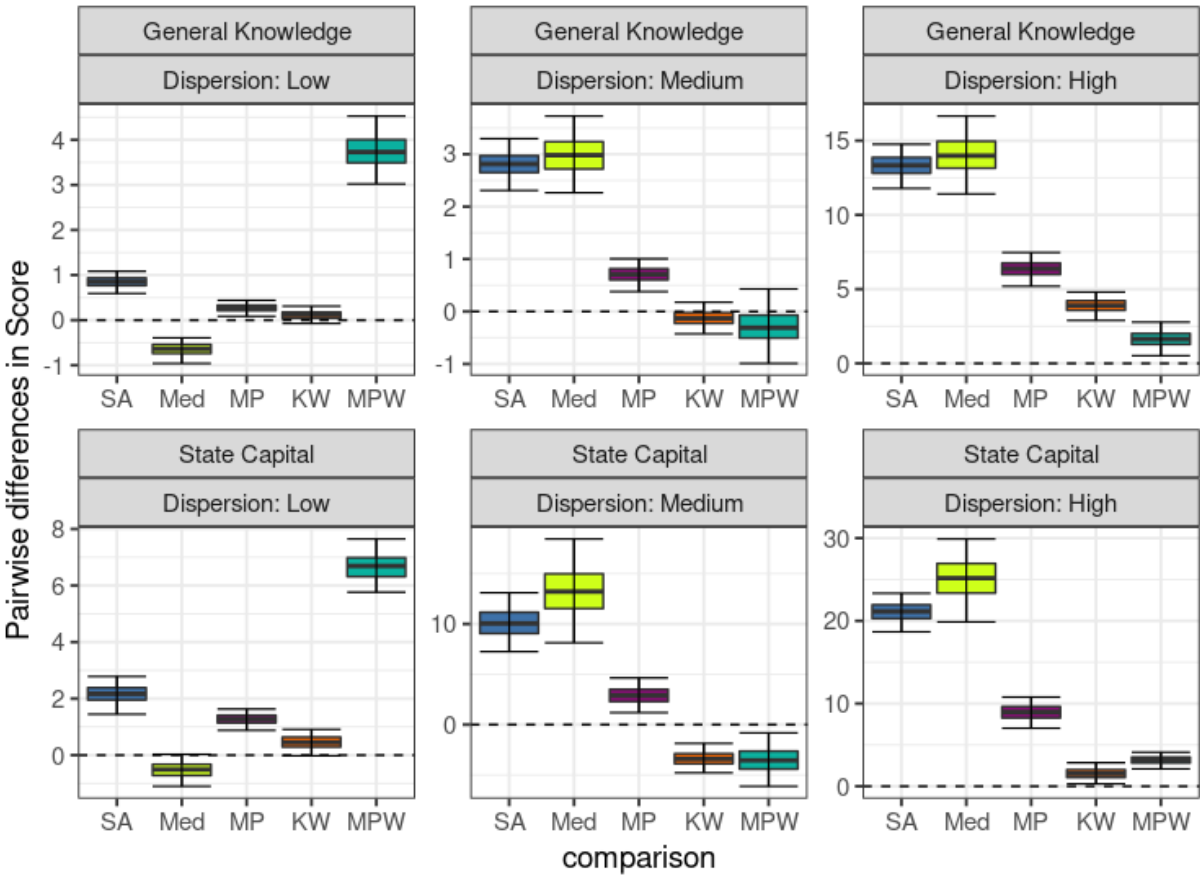 General Knowledge
General Knowledge
General Knowledge
Dispersion: Low
Dispersion: Medium
Dispersion: High
4
3
2
1
0
-1
3
2
1
0
-1
15
10
5
0
SA Med MP KW MPW
SA Med MP KW MPW
SA Med MP KW MPW
Pairwise differences in Score
State Capital
State Capital
State Capital
Dispersion: Low
Dispersion: Medium
Dispersion: High
8
6
4
2
0
10
0
30
20
10
0
SA Med MP KW MPW
SA Med MP KW MPW
SA Med MP KW MPW
comparison